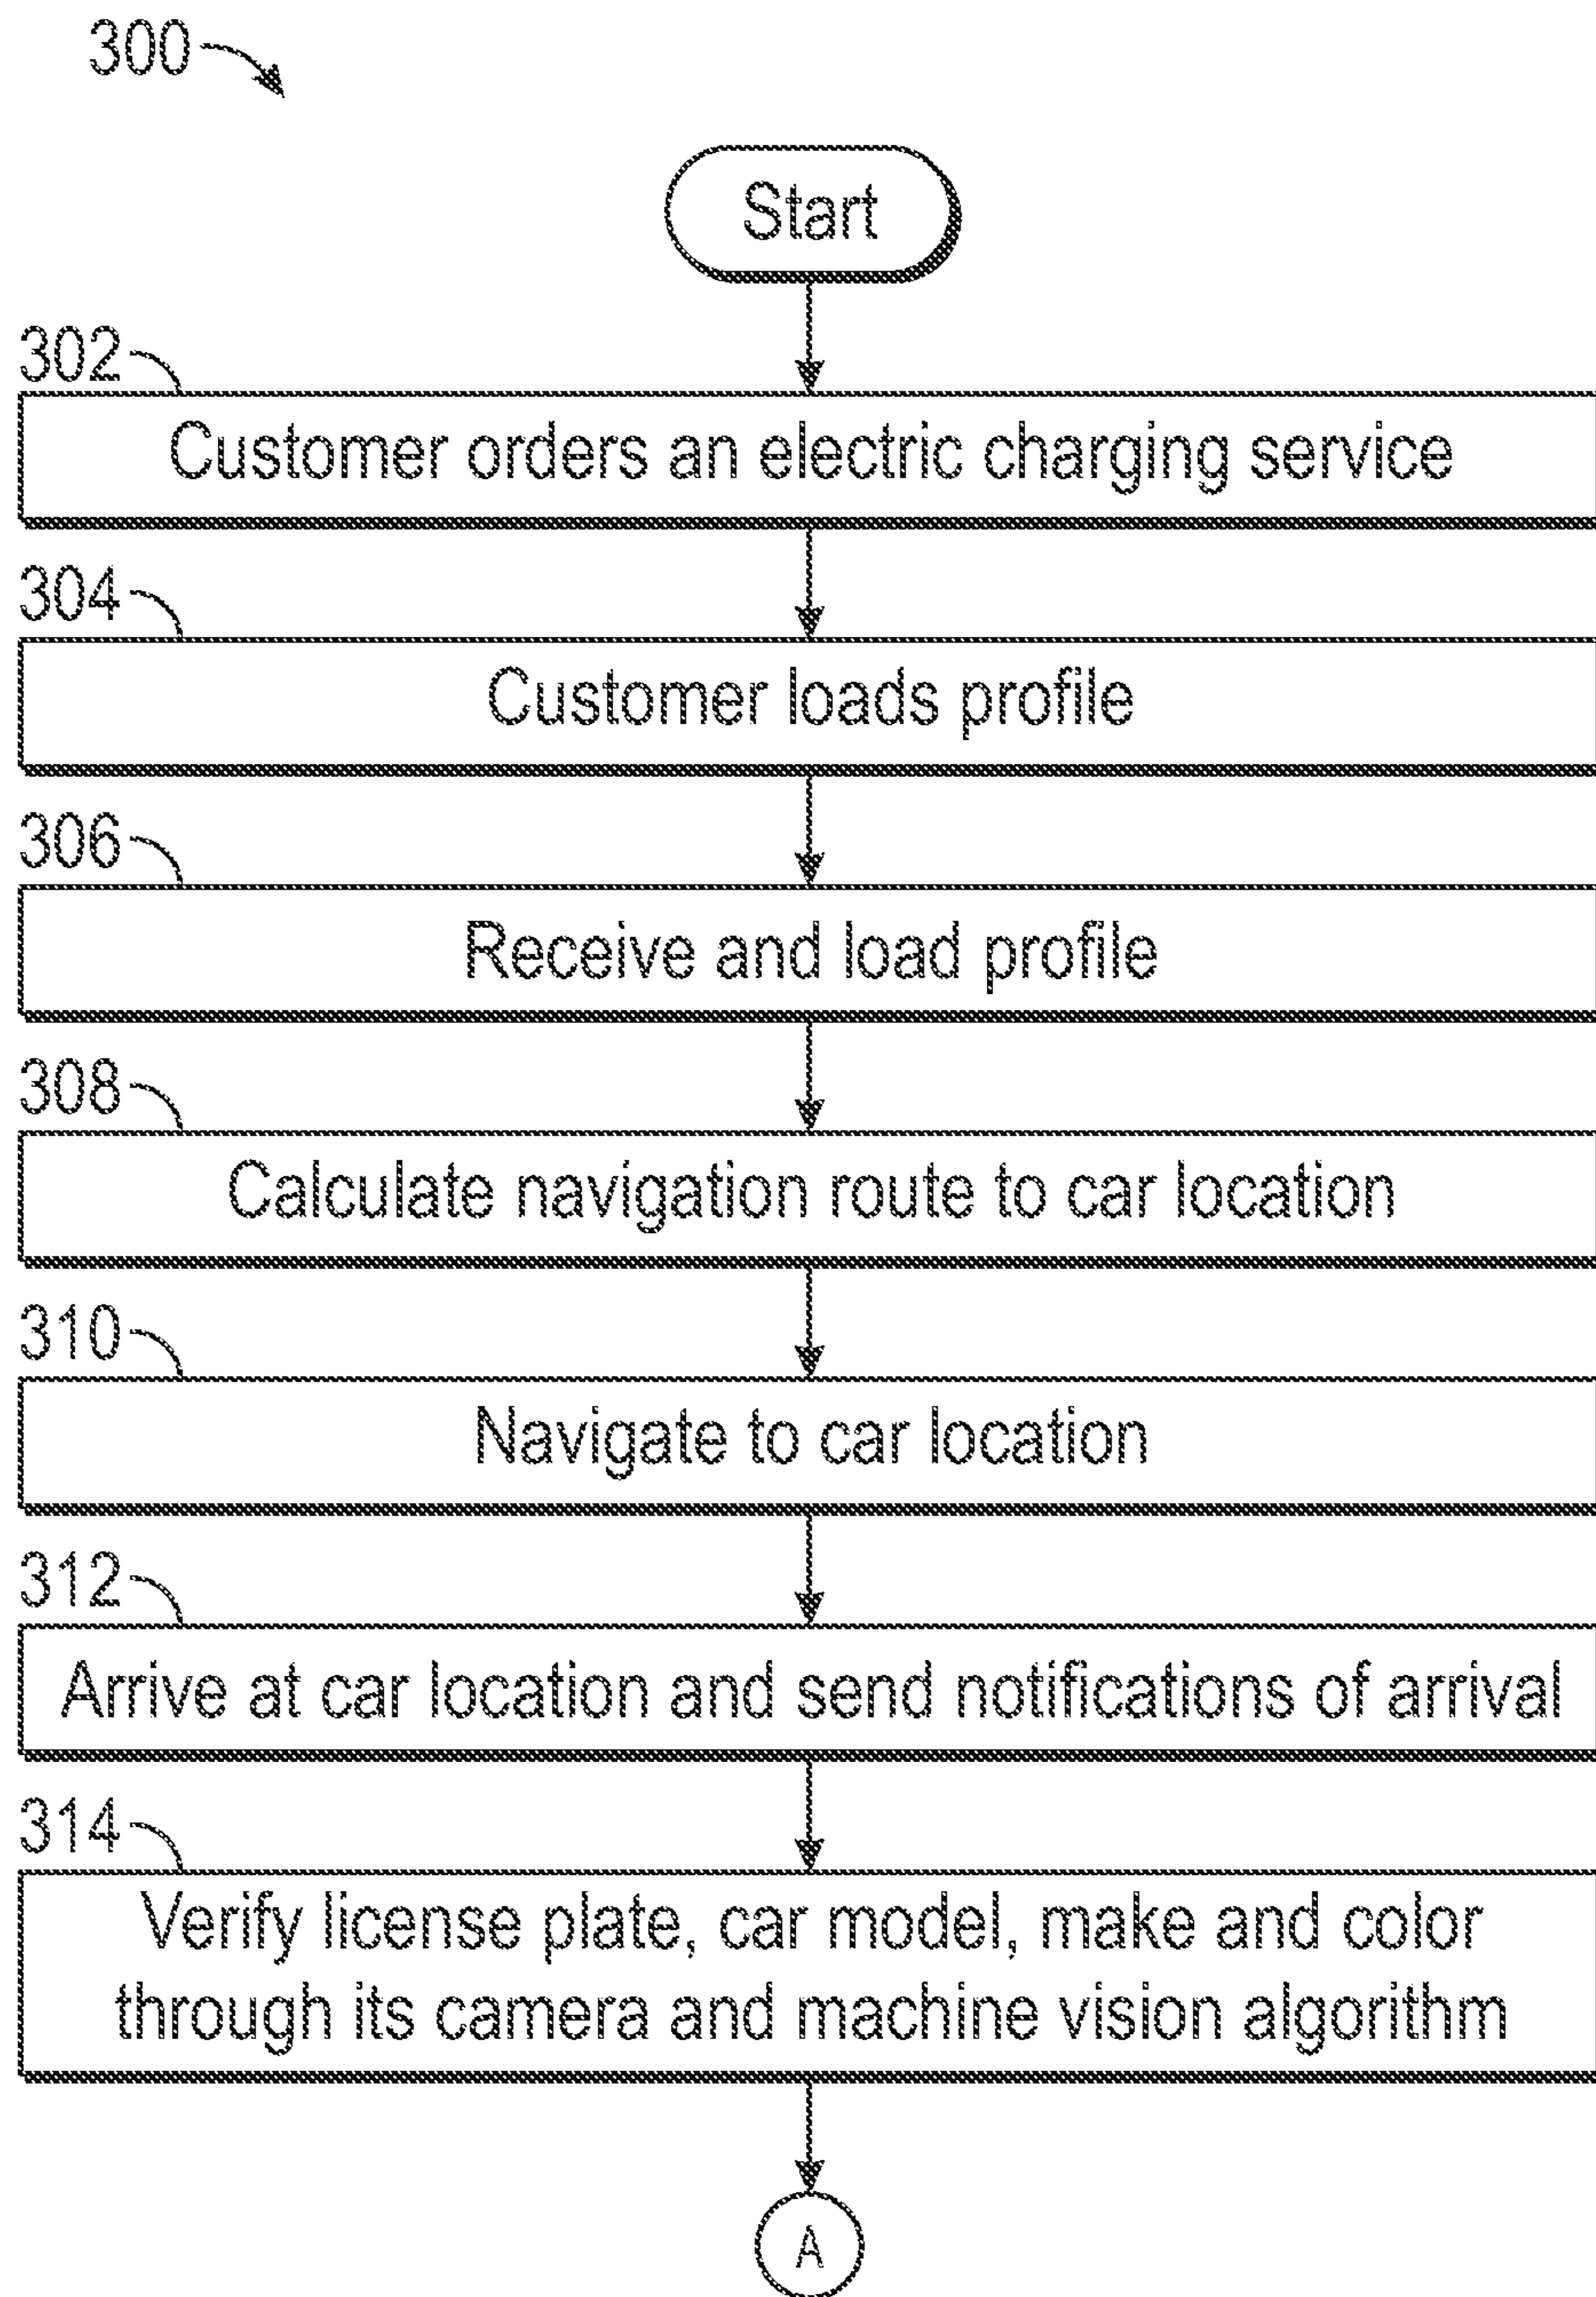 300
Start
302
Customer orders an electric charging service
304
Customer loads profile
306
Receive and load profile
308
Calculate navigation route to car location
310
Navigate to car location
312
Arrive at car location and send notifications of arrival
314
Verify license plate, car model, make and color
through its camera and machine vision algorithm
A